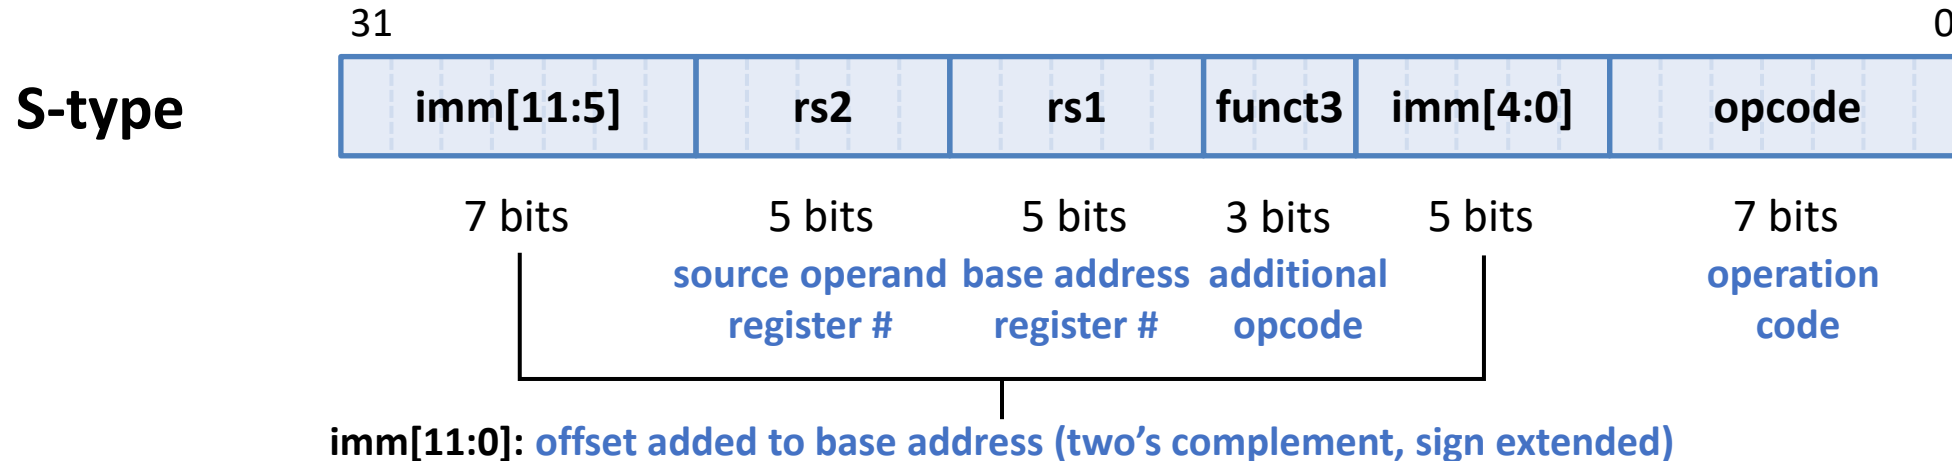 31 0
S-type imm[11:5] rs2 rs1 funct3 imm[4:0] opcode
7 bits 5 bits 5 bits 3 bits 5 bits 7 bits
source operand base address additional operation
register # register # opcode code
imm[11:0]: offset added to base address (two’s complement, sign extended)